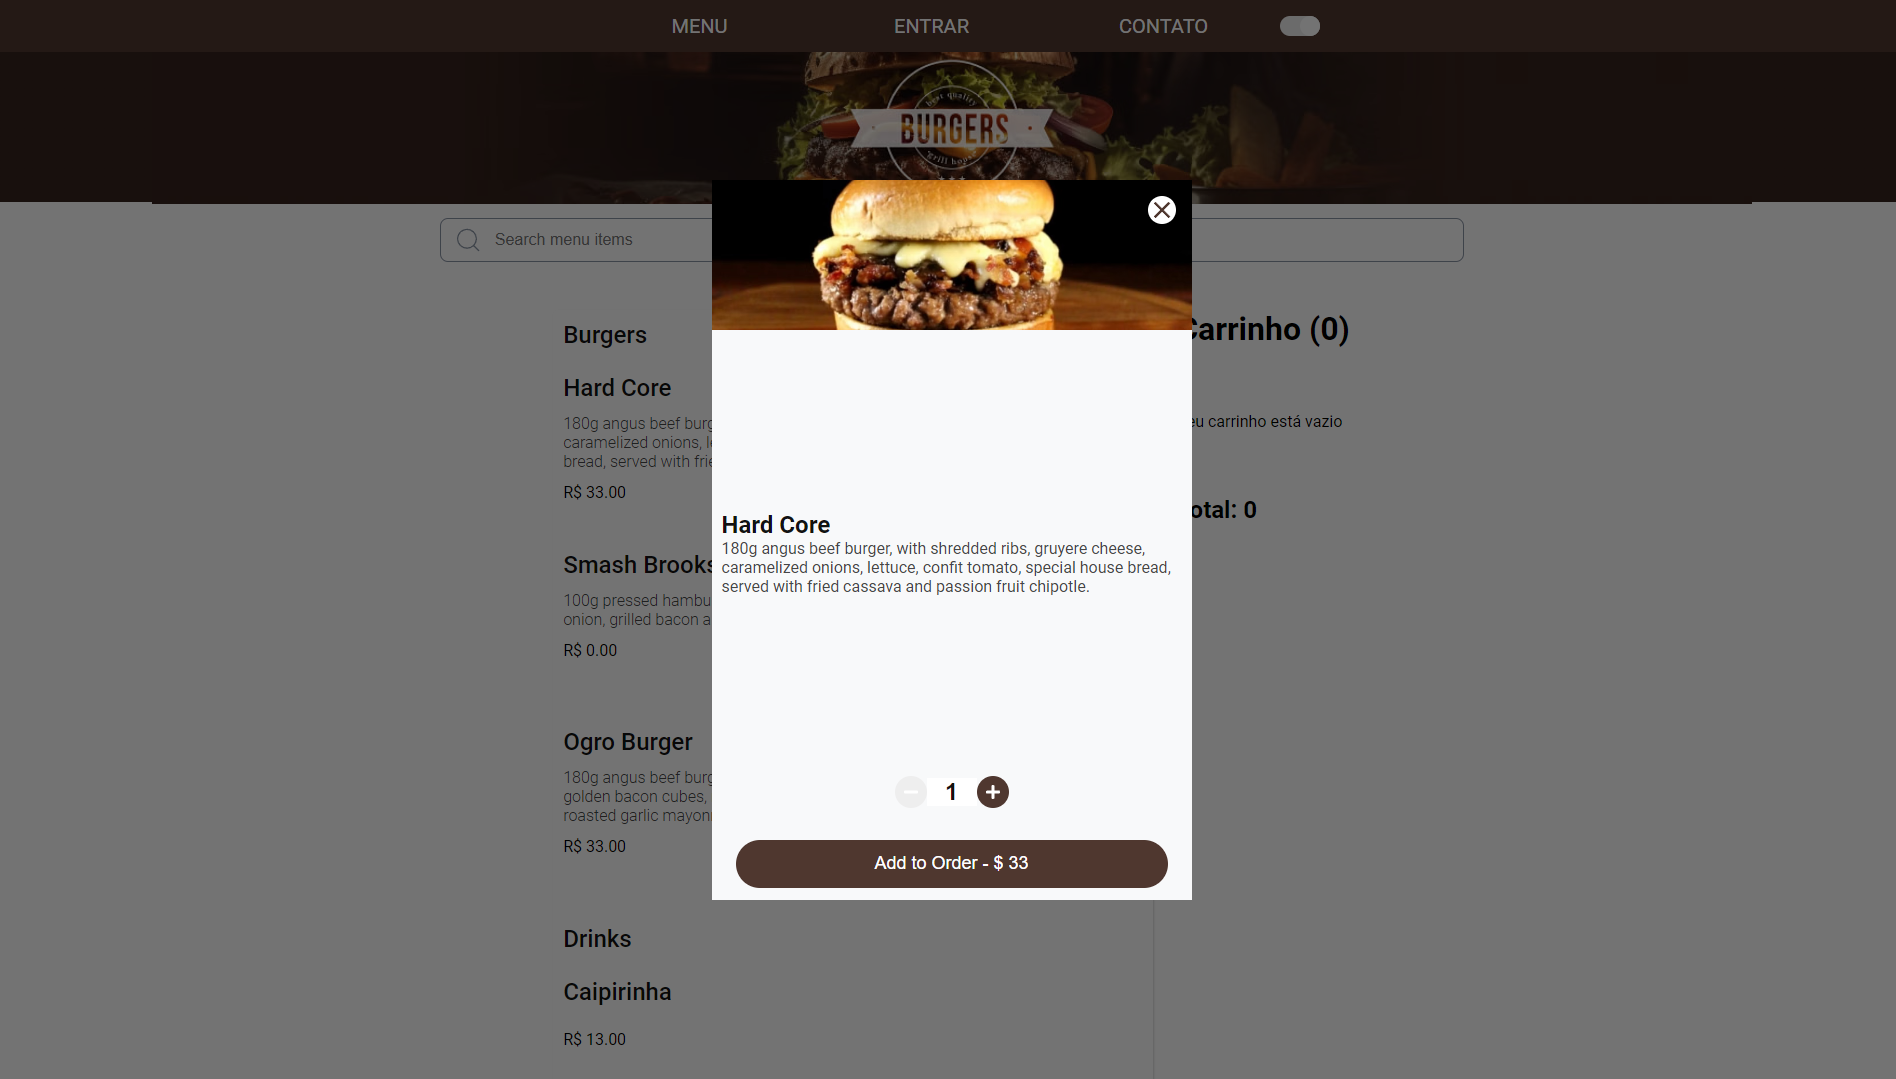 MENU
ENTRAR
CONTATO
best quality
BURGERS
Search menu items
Burgers
Carrinho (0)
Hard Core
180g angus beef burg
caramelized onions, l
bread, served with frie
R$ 33.00
eu carrinho está vazio
otal: 0
Smash Brooks
100g pressed hambu
onion, grilled bacon a
R$ 0.00
Ogro Burger
180g angus beef burg
golden bacon cubes,
roasted garlic mayon
R$ 33.00
Drinks
Caipirinha
R$ 13.00
Hard Core
180g angus beef burger, with shredded ribs, gruyere cheese,
caramelized onions, lettuce, confit tomato, special house bread,
served with fried cassava and passion fruit chipotle.
1
Add to Order - $ 33